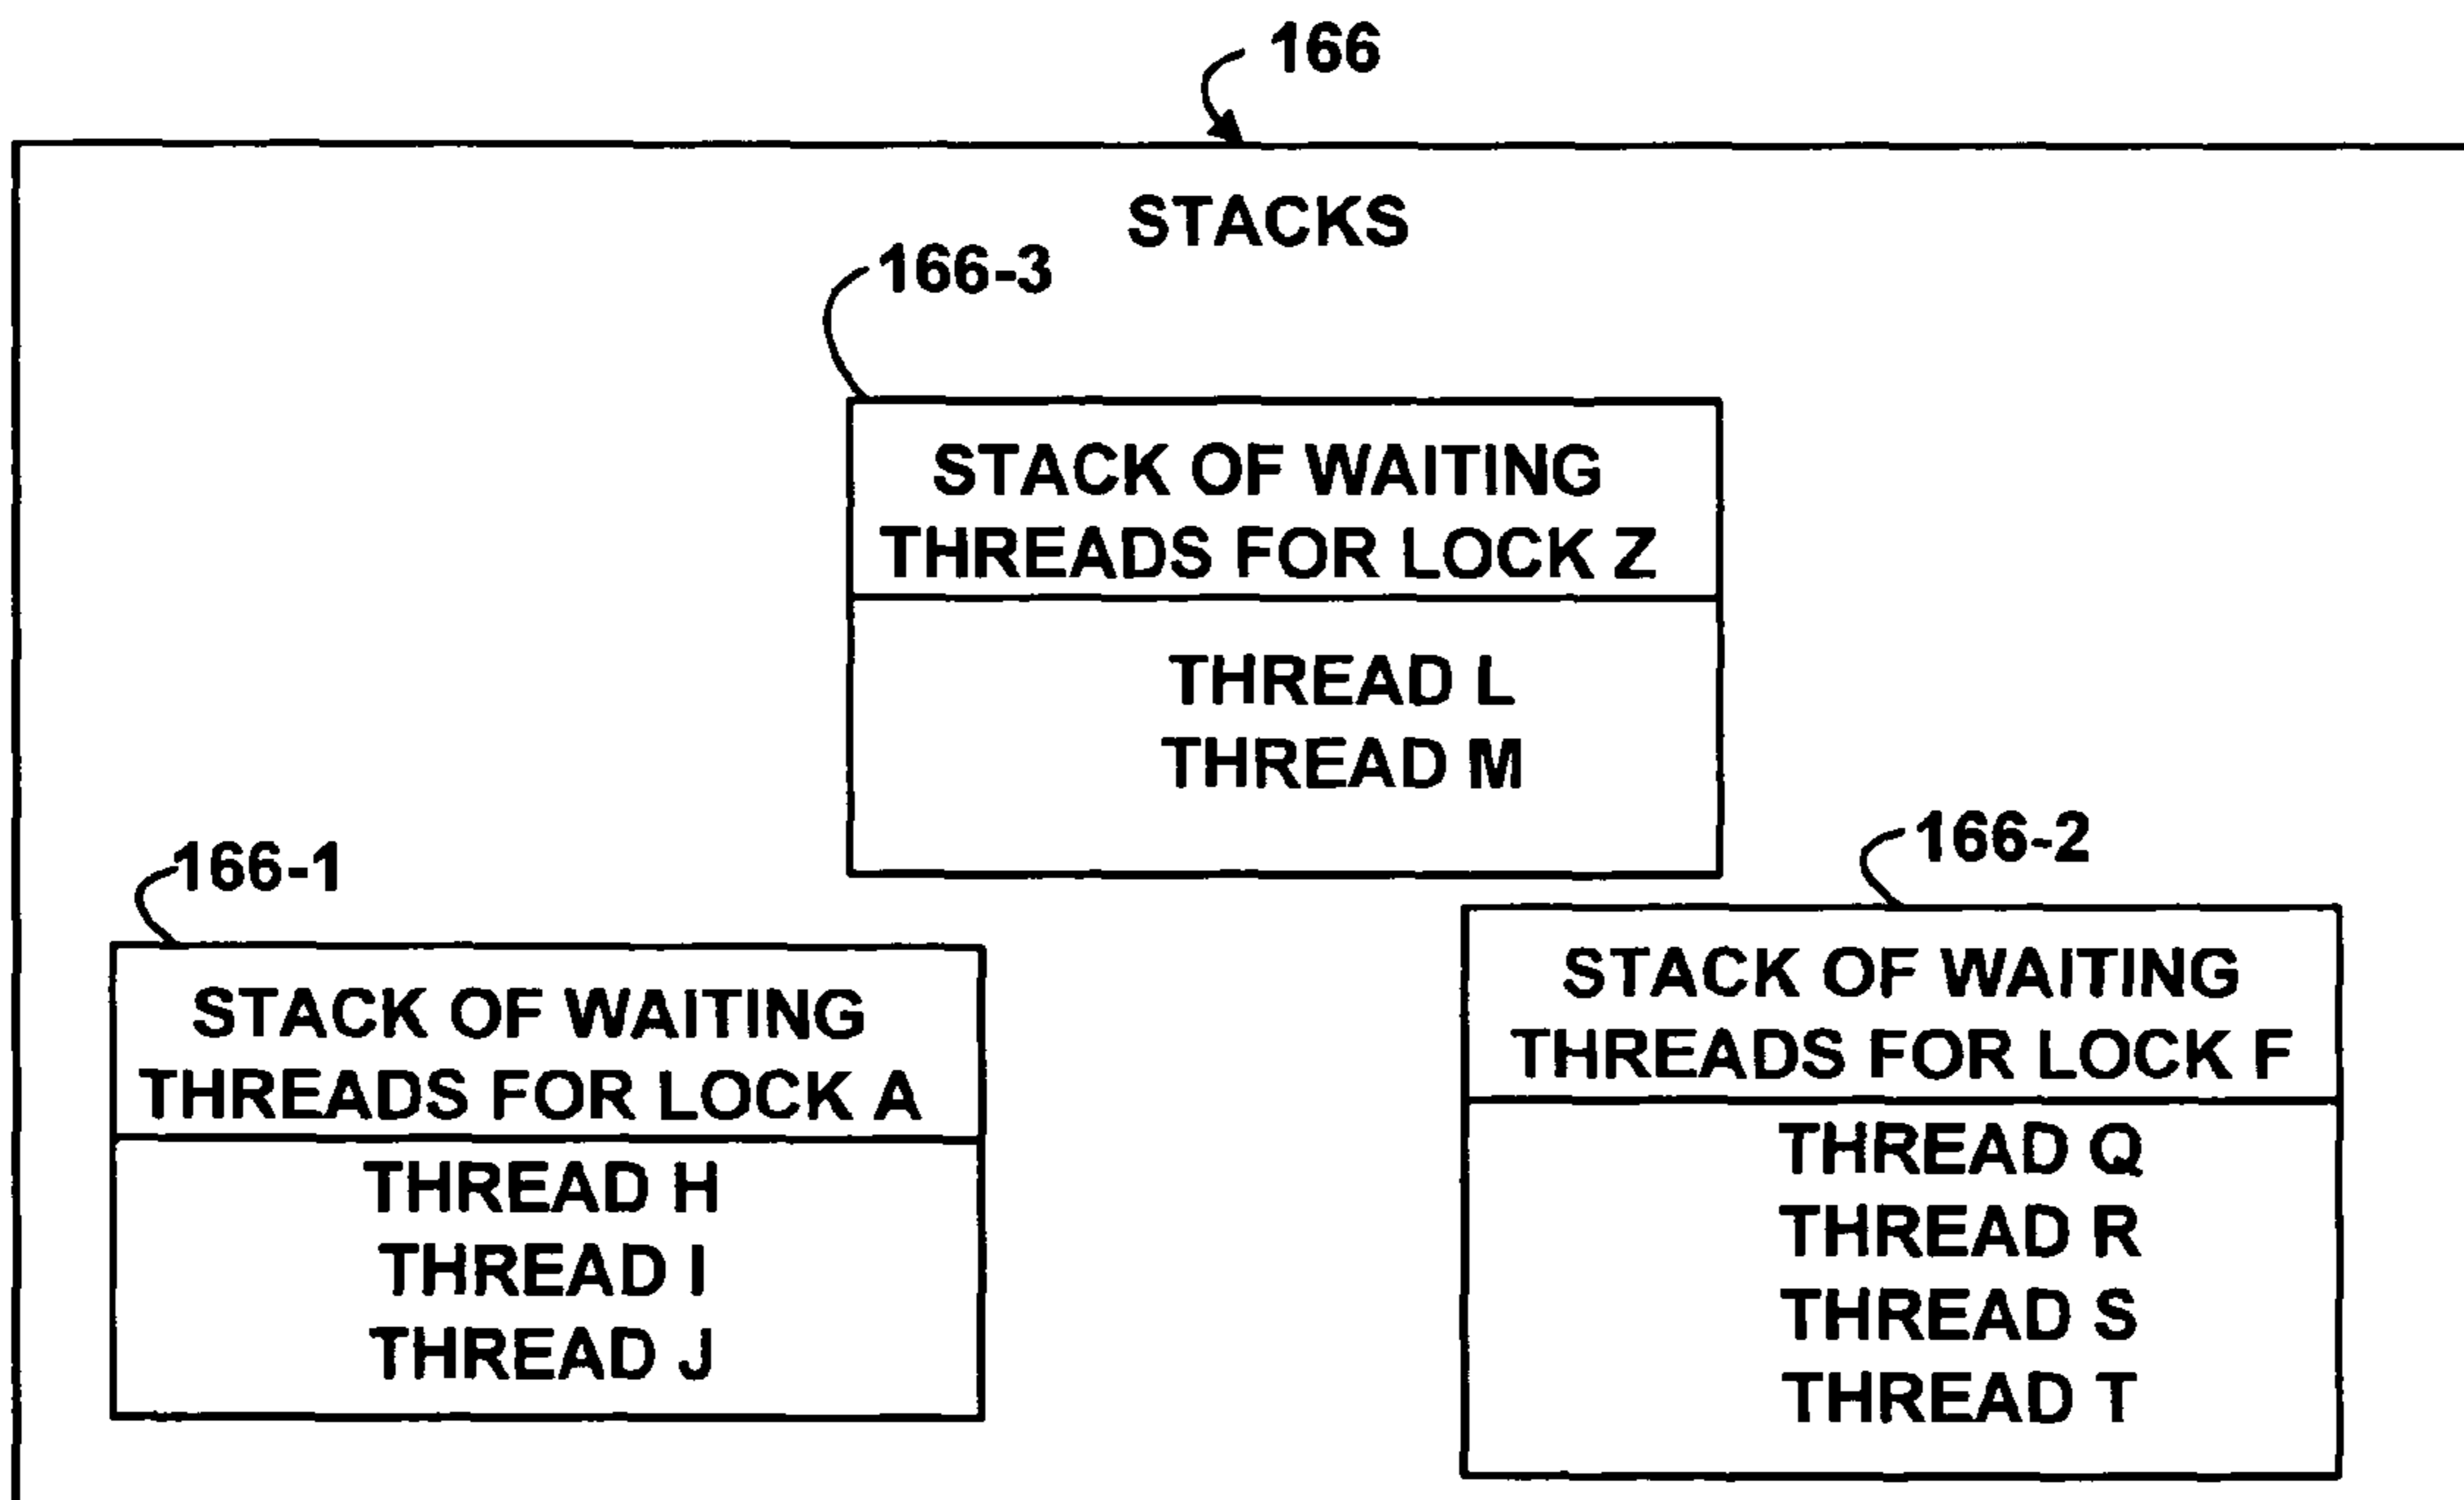 166
STACKS
166-3
STACK OF WAITING
THREADS FOR LOCK Z
THREAD L
THREAD M
166-1
STACK OF WAITING
THREADS FOR LOCK A
THREAD H
THREAD I
THREAD J
166-2
STACK OF WAITING
THREADS FOR LOCK F
THREAD Q
THREAD R
THREAD S
THREAD T